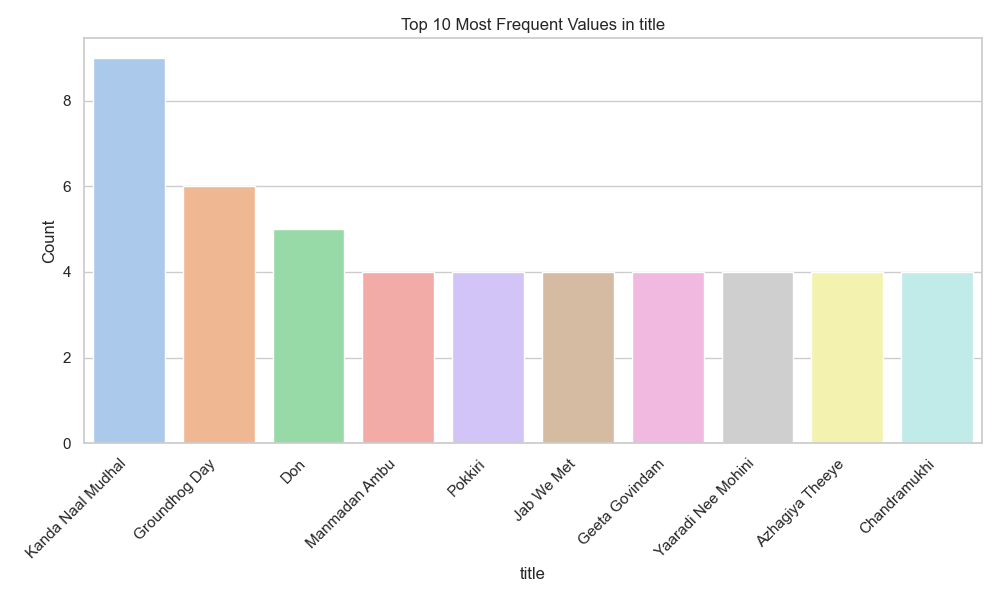 Top 10 Most Frequent Values in title
Count
8
6
4
2
0
Kanda Naal Mudhal
Groundhog Day
Don
Manmadan Ambu
Pokkiri
Jab We Met
Geeta Govindam
Yaaradi Nee Mohini
Azhagiya Theeye
Chandramukhi
title